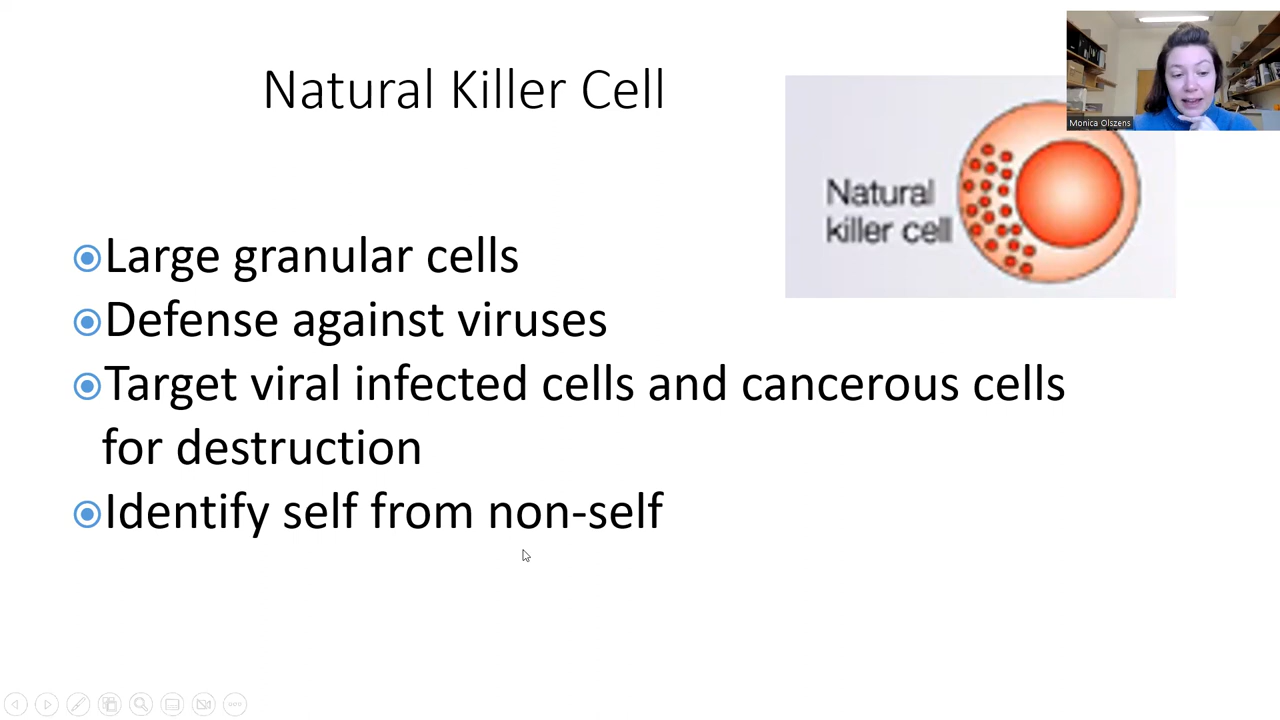 Natural Killer Cell
Monica Olszens
Natural
killer cell
Large granular cells
Defense against viruses
Target viral infected cells and cancerous cells
for destruction
Identify self from non-self